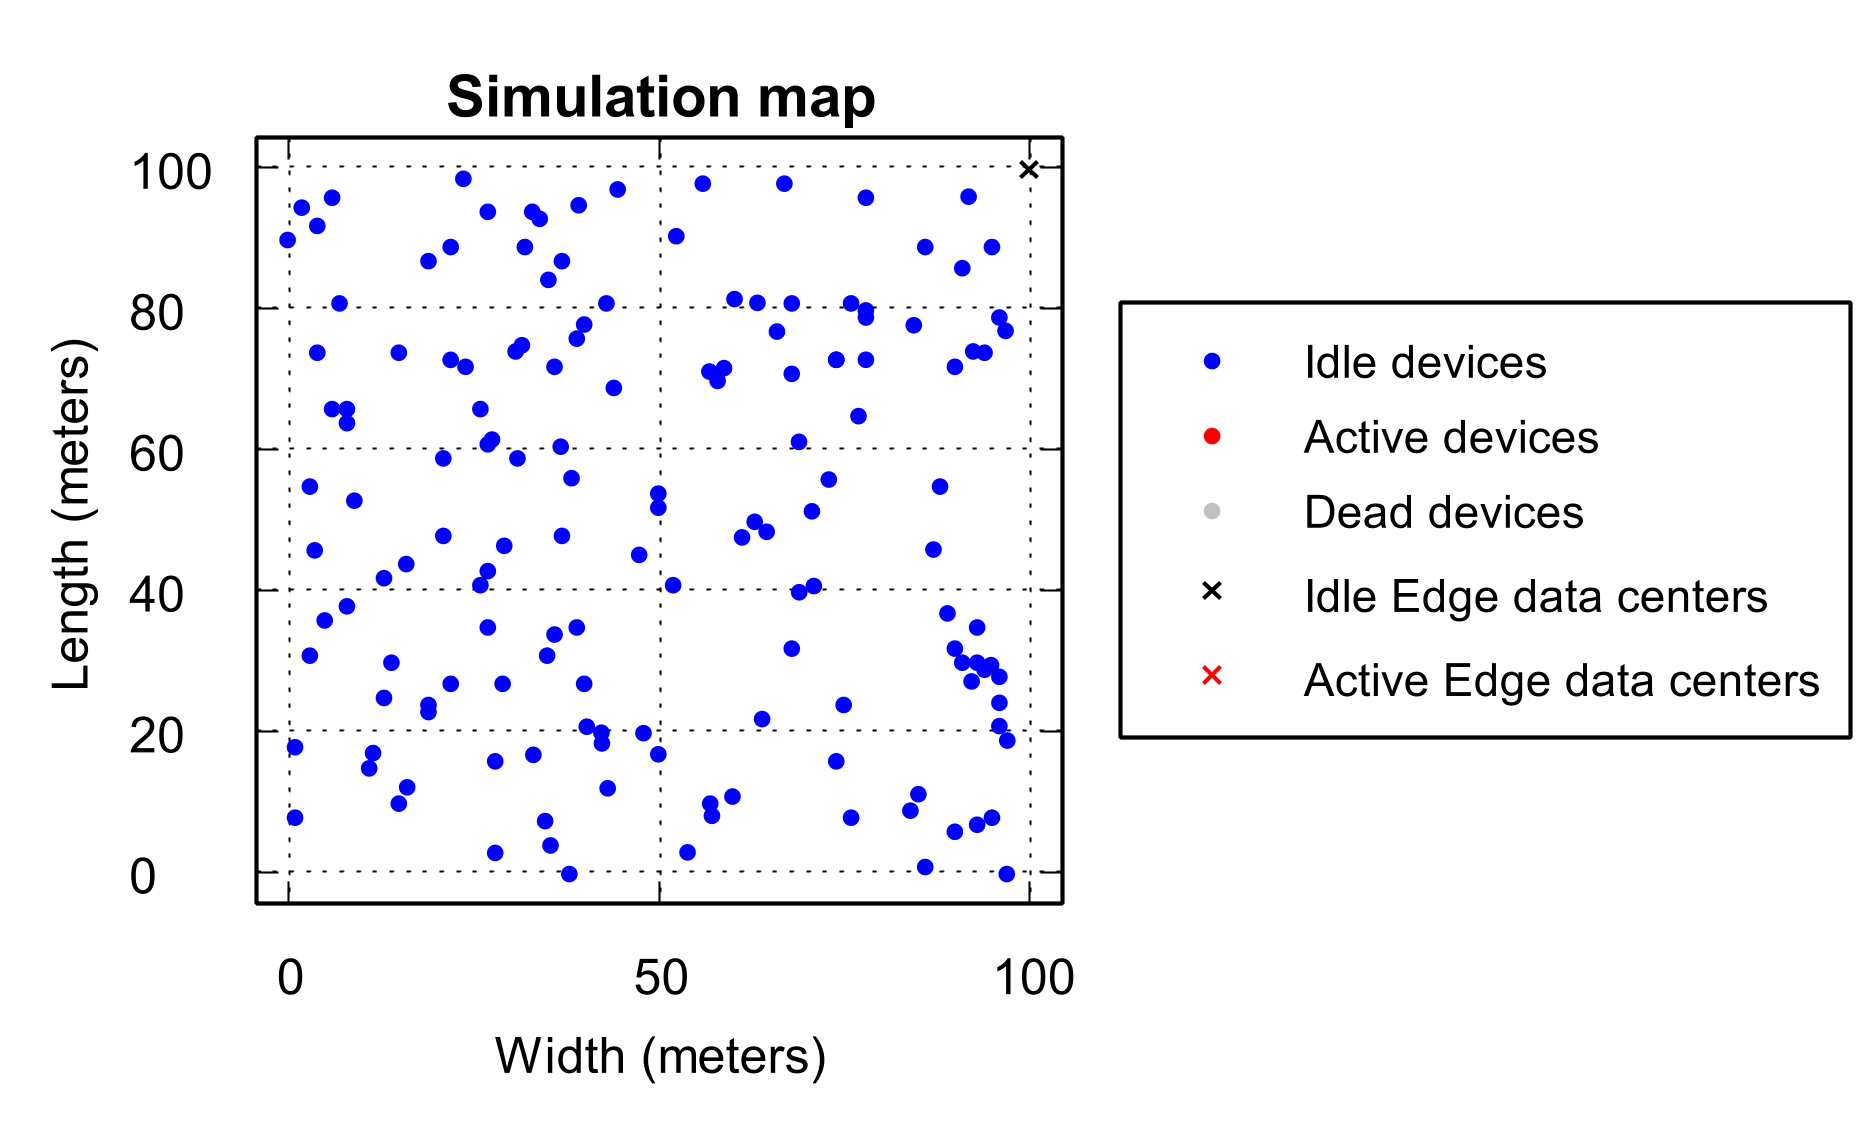 Simulation map
100
80
60
40
20
0
Length (meters)
0 50 100
Width (meters)
Idle devices
Active devices
Dead devices
Idle Edge data centers
Active Edge data centers